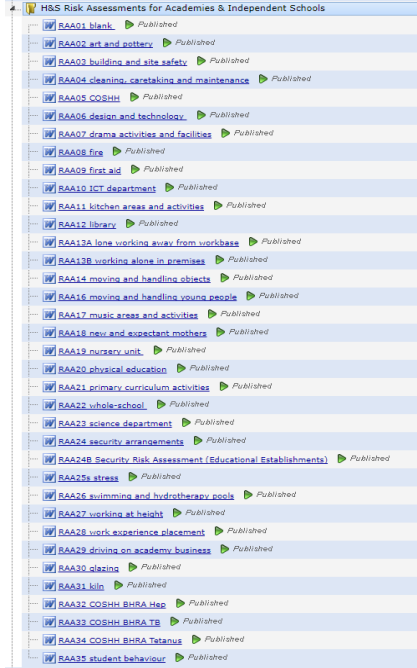 H&S Risk Assessments for Academies & Independent Schools
RAA01 blank Published
RAA02 art and pottery Published
RAA03 building and site safety Published
RAA04 cleaning, caretaking and maintenance Published
RAA05 COSHH Published
RAA06 design and technology Published
RAA07 drama activities and facilities Published
RAA08 fire Published
RAA09 first aid Published
RAA10 ICT department Published
RAA11 kitchen areas and activities Published
RAA12 library Published
RAA13A lone working away from workbase Published
RAA13B working alone in premises Published
RAA14 moving and handling objects Published
RAA16 moving and handling young people Published
RAA17 music areas and activities Published
RAA18 new and expectant mothers Published
RAA19 nursery unit Published
RAA20 physical education Published
RAA21 primary curriculum activities Published
RAA22 whole-school Published
RAA23 science department Published
RAA24 security arrangements Published
RAA24B Security Risk Assessment (Educational Establishments) Published
RAA25s stress Published
RAA26 swimming and hydrotherapy pools Published
RAA27 working at height Published
RAA28 work experience placement Published
RAA29 driving on academy business Published
RAA30 glazing Published
RAA31 kiln Published
RAA32 COSHH BHRA Hep Published
RAA33 COSHH BHRA TB Published
RAA34 COSHH BHRA Tetanus Published
RAA35 student behaviour Published